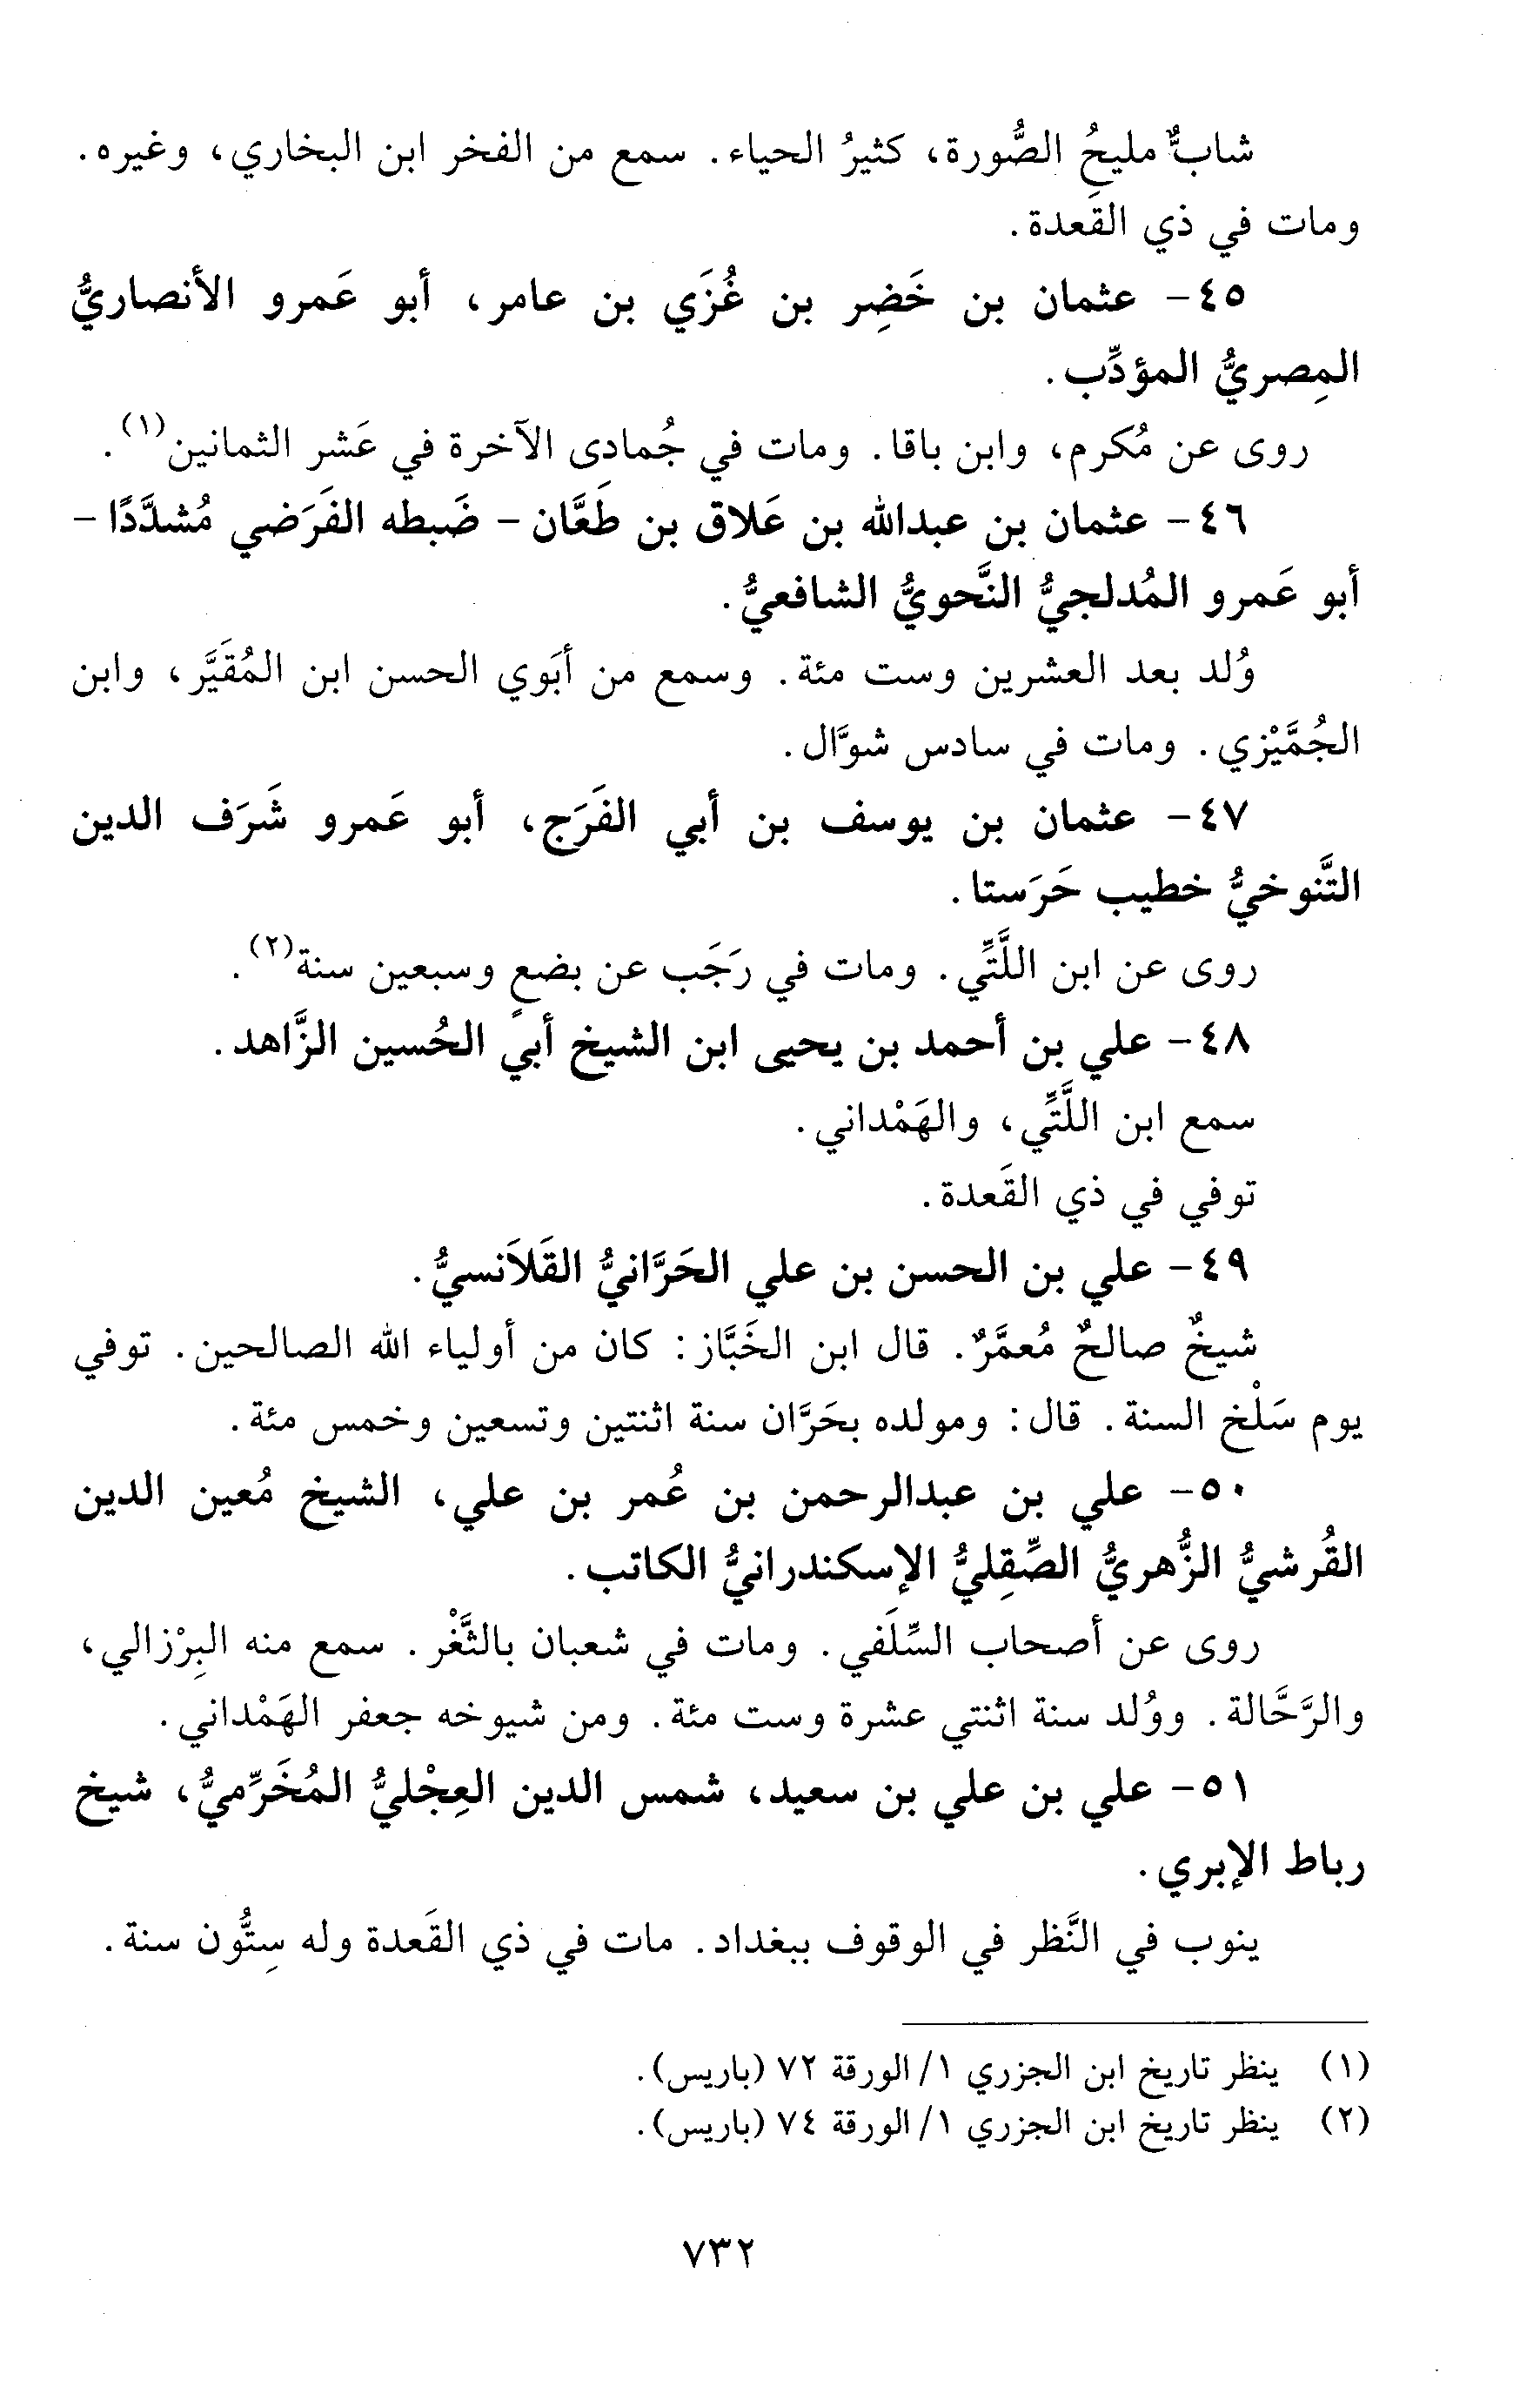 شابٌّ مليحُ الصُّورة، كثيرُ الحياء. سمع من الفخر ابن البخاري، وغيره.
ومات في ذي القَعدة.
٤٥- عثمان بن خَضِر بن غُزَي بن عامر، أبو عَمرو الأنصاريُّ
المِصريُّ المؤدِّب.
روى عن مُكرم، وابن باقا. ومات في جُمادى الآخرة في عَشر الثمانين(١).
٤٦- عثمان بن عبدالله بن عَلاق بن طَعَّان - ضَبطه الفَرَضي مُشدَّدًا -
أبو عَمرو المُدلجيُّ النَّحويُّ الشافعيُّ.
وُلد بعد العشرين وست مئة. وسمع من أبَوي الحسن ابن المُقَيَّر، وابن
الجُمَّيْزي. ومات في سادس شوَّال.
٤٧- عثمان بن يوسف بن أبي الفَرَج، أبو عَمرو شَرَف الدين
التَّنوخيُّ خطيب حَرَستا.
روى عن ابن اللَّتِّي. ومات في رَجَب عن بضعٍ وسبعين سنة(٢).
٤٨- علي بن أحمد بن يحيى ابن الشيخ أبي الحُسين الزَّاهد.
سمع ابن اللَّتِّي، والهَمْداني.
توفي في ذي القَعدة.
٤٩- علي بن الحسن بن علي الحَرَّانيُّ القَلاَنسيُّ.
شيخٌ صالحٌ مُعمَّرٌ. قال ابن الخَبَّاز: كان من أولياء الله الصالحين. توفي
يوم سَلْخ السنة. قال: ومولده بحَرَّان سنة اثنتين وتسعين وخمس مئة.
٥٠- علي بن عبدالرحمن بن عُمر بن علي، الشيخ مُعين الدين
القُرشيُّ الزُّهريُّ الصِّقِليُّ الإسكندرانيُّ الكاتب.
روى عن أصحاب السِّلَفي. ومات في شعبان بالثَّغْر. سمع منه البِرْزالي،
والرَّحَّالة. ووُلد سنة اثنتي عشرة وست مئة. ومن شيوخه جعفر الهَمْداني.
٥١- علي بن علي بن سعيد، شمس الدين العِجْليُّ المُخَرِّميُّ، شيخ
رباط الإبري.
ينوب في النَّظر في الوقوف ببغداد. مات في ذي القَعدة وله سِتُّون سنة.
(١) ينظر تاريخ ابن الجزري ١/ الورقة ٧٢ (باريس).
(٢) ينظر تاريخ ابن الجزري ١/ الورقة ٧٤ (باريس).
٧٣٢